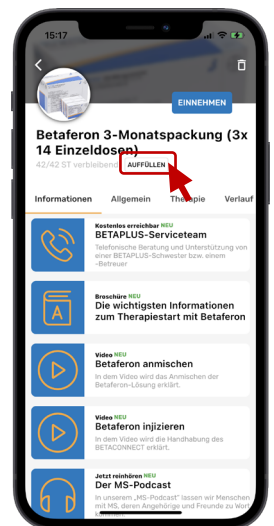 15:17
EINNEHMEN
Betaferon 3-Monatspackung (3x
14 Einzeldosen)
42/42 ST verbleibend AUFFÜLLEN
Informationen Allgemein Therapie Verlauf
Kostenlos erreichbar NEU
BETAPLUS-Serviceteam
Telefonische Beratung und Unterstützung von
einer BETAPLUS-Schwester bzw. einem
-Betreuer
Broschüre NEU
Die wichtigsten Informationen
zum Therapiestart mit Betaferon
Video NEU
Betaferon anmischen
In dem Video wird das Anmischen der
Betaferon-Lösung erklärt.
Video NEU
Betaferon injizieren
In dem Video wird die Handhabung des
BETACONNECT erklärt.
Jetzt reinhören NEU
Der MS-Podcast
In unserem „MS-Podcast" lassen wir Menschen
mit MS, deren Angehörige und Freunde zu Wort
kommen.